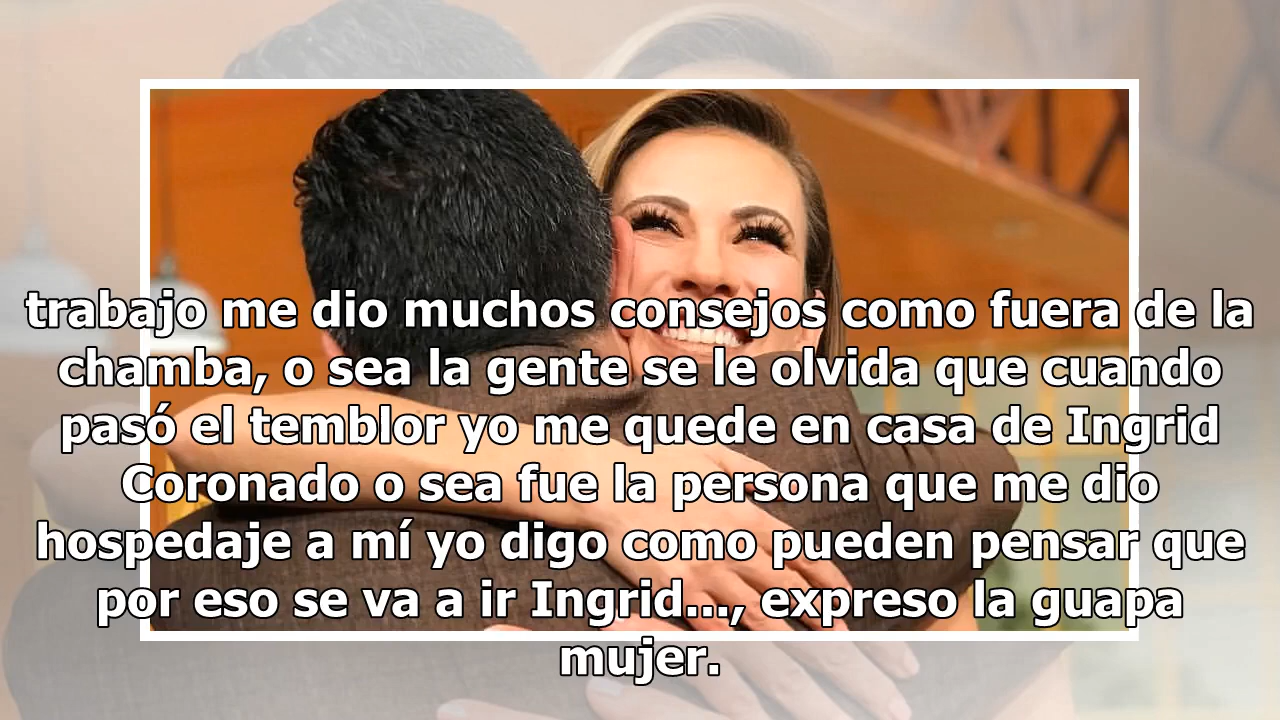 trabajo me dio muchos consejos como fuera de la
chamba, o sea la gente se le olvida que cuando
pasó el temblor yo me quede en casa de Ingrid
Coronado o sea fue la persona que me dio
hospedaje a mí yo digo como pueden pensar que
por eso se va a ir Ingrid..., expreso la guapa
mujer.